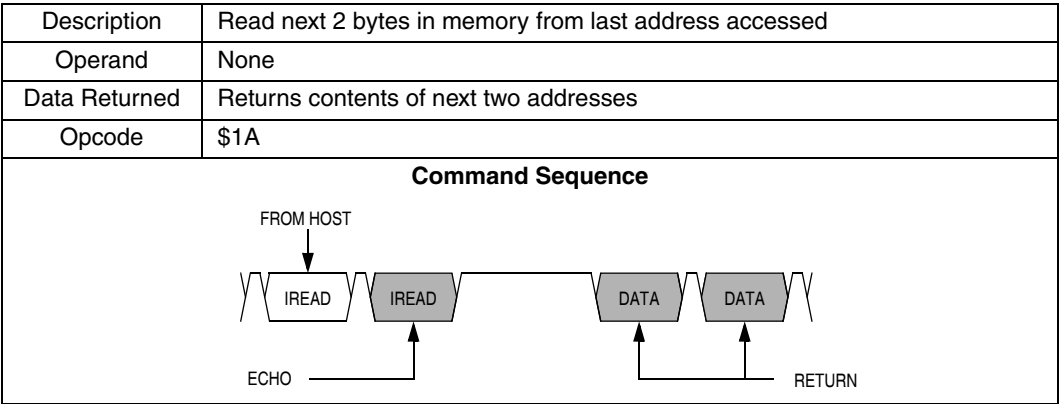 Description Read next 2 bytes in memory from last address accessed
Operand None
Data Returned Returns contents of next two addresses
Opcode $1A
Command Sequence
FROM HOST
IREAD IREAD DATA DATA
ECHO RETURN